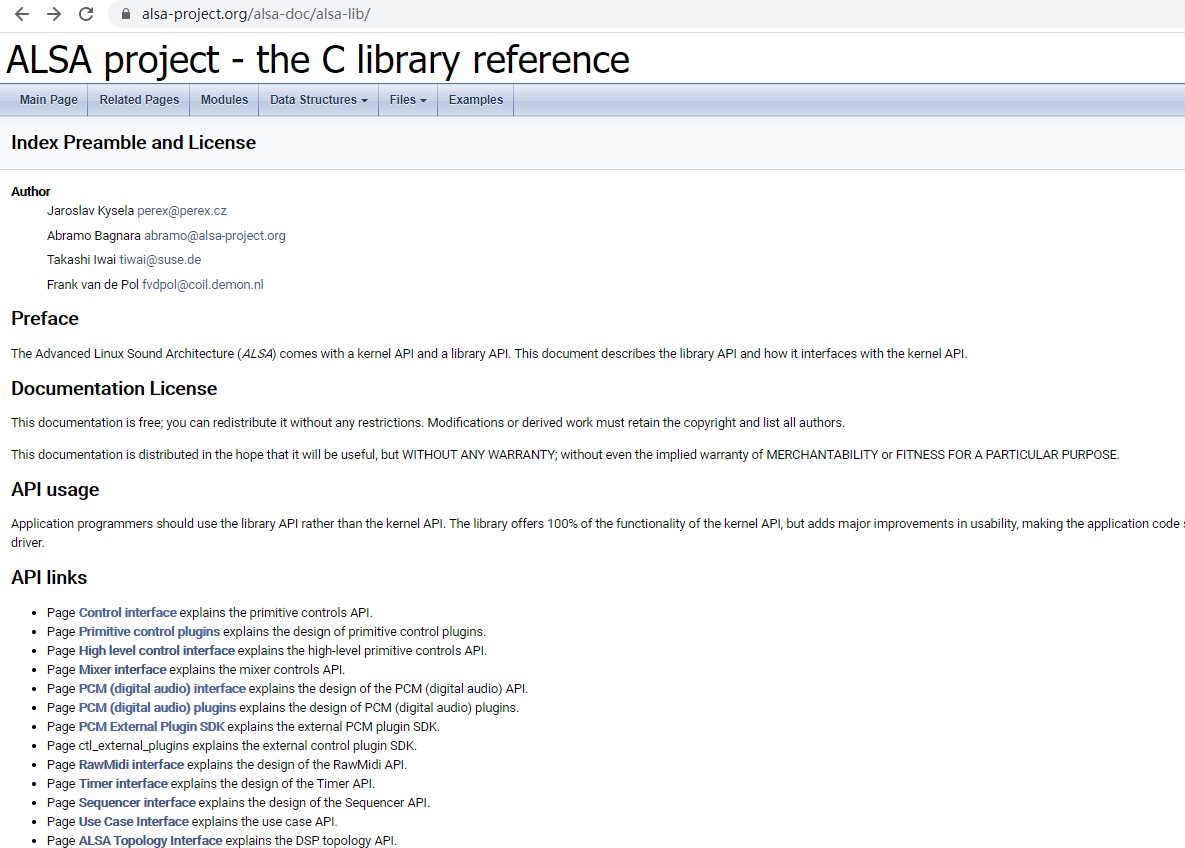 alsa-project.org/alsa-doc/alsa-lib/
ALSA project - the C library reference
Main Page Related Pages Modules Data Structures Files Examples
Index Preamble and License
Author
Jaroslav Kysela perex@perex.cz
Abramo Bagnara abramo@alsa-project.org
Takashi Iwai tiwai@suse.de
Frank van de Pol fvdpol@coil.demon.nl
Preface
The Advanced Linux Sound Architecture (ALSA) comes with a kernel API and a library API. This document describes the library API and how it interfaces with the kernel API.
Documentation License
This documentation is free; you can redistribute it without any restrictions. Modifications or derived work must retain the copyright and list all authors.
This documentation is distributed in the hope that it will be useful, but WITHOUT ANY WARRANTY; without even the implied warranty of MERCHANTABILITY or FITNESS FOR A PARTICULAR PURPOSE.
API usage
Application programmers should use the library API rather than the kernel API. The library offers 100% of the functionality of the kernel API, but adds major improvements in usability, making the application code
driver.
API links
Page Control interface explains the primitive controls API.
Page Primitive control plugins explains the design of primitive control plugins.
Page High level control interface explains the high-level primitive controls API.
Page Mixer interface explains the mixer controls API.
Page PCM (digital audio) interface explains the design of the PCM (digital audio) API.
Page PCM (digital audio) plugins explains the design of PCM (digital audio) plugins.
Page PCM External Plugin SDK explains the external PCM plugin SDK.
Page ctl_external_plugins explains the external control plugin SDK.
Page RawMidi interface explains the design of the RawMidi API.
Page Timer interface explains the design of the Timer API.
Page Sequencer interface explains the design of the Sequencer API.
Page Use Case Interface explains the use case API.
Page ALSA Topology Interface explains the DSP topology API.